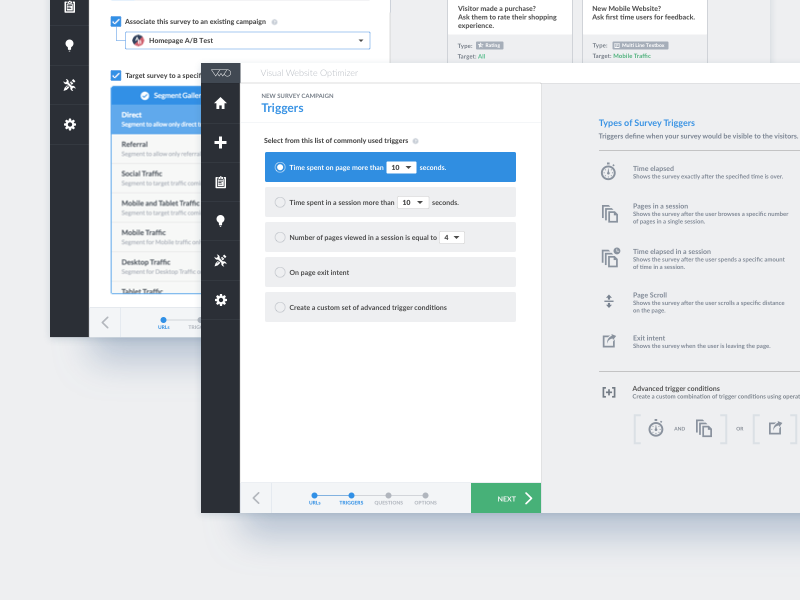 Associate this survey to an existing campaign
Homepage A/B Test
Target survey to a specif
Segment Galler
Direct
Segment to allow only direct t
Referral
Segment to allow only referral
Social Traffic
Segment to target traffic com
Mobile and Tablet Traffic
Segment to target traffic com
Mobile Traffic
Segment for Mobile traffic on
Desktop Traffic
Segment for Desktop Traffic o
Tablet Traffic
URLs
TRIGG
Visitor made a purchase?
Ask them to rate their shopping
experience.
Type: Rating
Target: All
New Mobile Website?
Ask first time users for feedback.
Type: Multi Line Textbox
Target: Mobile Traffic
VWO
Visual Website Optimizer
NEW SURVEY CAMPAIGN
Triggers
Select from this list of commonly used triggers
Time spent on page more than 10 seconds.
Time spent in a session more than 10 seconds.
Number of pages viewed in a session is equal to 4
On page exit intent
Create a custom set of advanced trigger conditions
URLs
TRIGGERS
QUESTIONS
OPTIONS
NEXT
Types of Survey Triggers
Triggers define when your survey would be visible to the visitors.
Time elapsed
Shows the survey exactly after the specified time is over.
Pages in a session
Shows the survey after the user browses a specific number
of pages in a single session.
Time elapsed in a session
Shows the survey after the user spends a specific amount
of time in a session.
Page Scroll
Shows the survey after the user scrolls a specific distance
on the page.
Exit intent
Shows the survey when the user is leaving the page.
[+]
Advanced trigger conditions
Create a custom combination of trigger conditions using operat
AND
OR